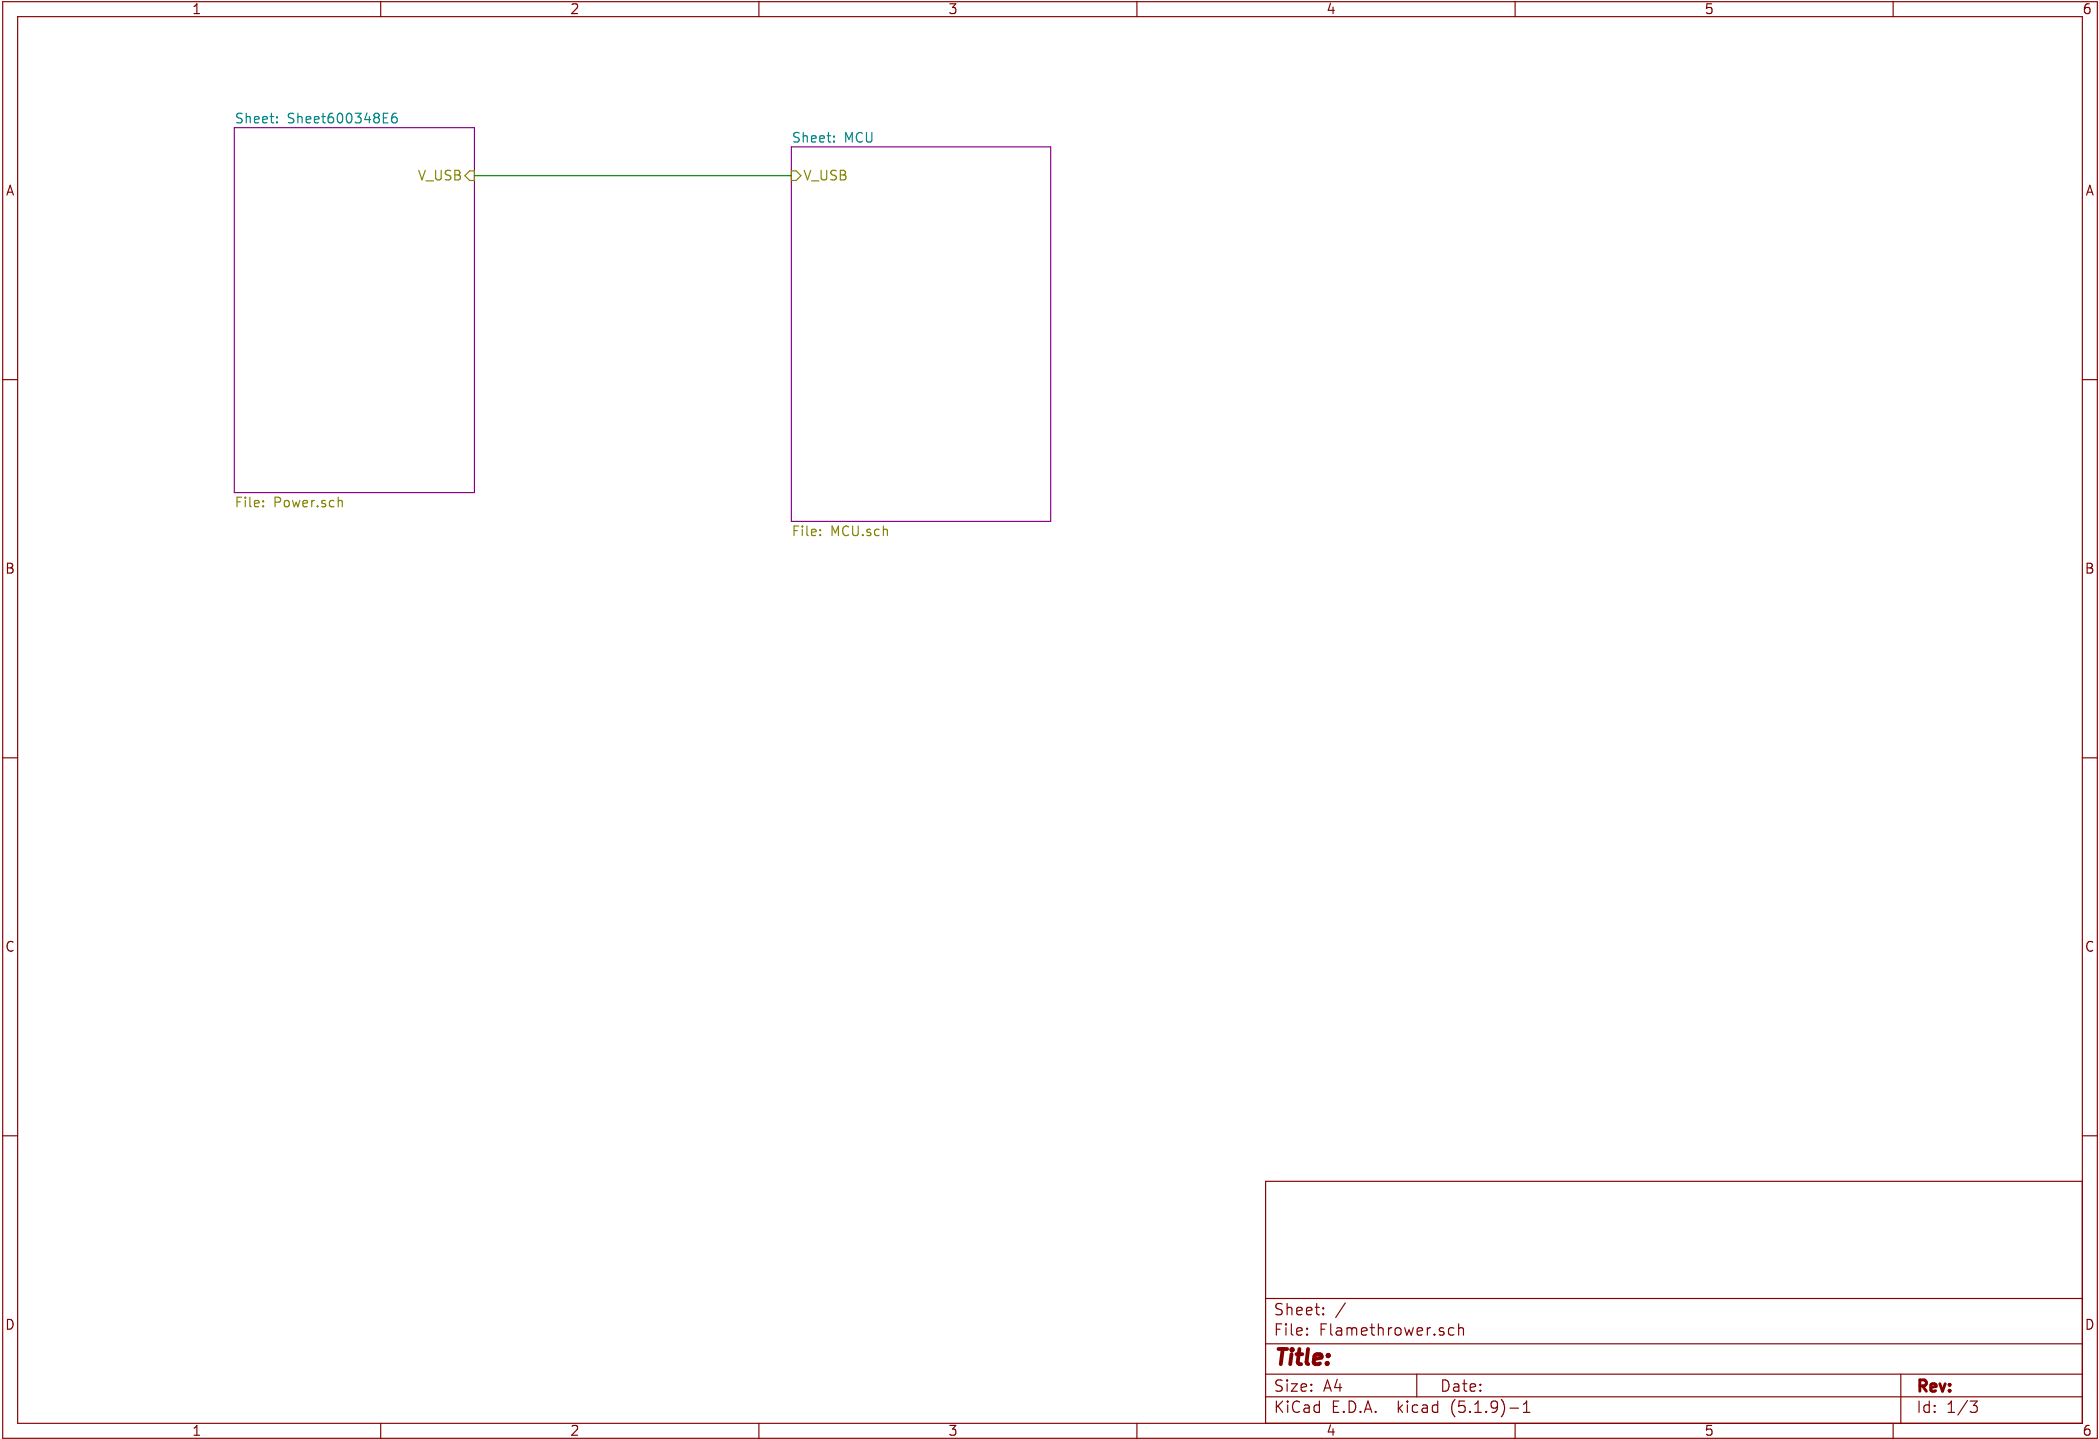 1 2 3 4 5 6
Sheet: Sheet600348E6
Sheet: MCU
V_USB V_USB
A A
File: Power.sch
File: MCU.sch
B B
C C
Sheet: /
File: Flamethrower.sch
D D
Title:
Size: A4 Date: Rev:
KiCad E.D.A. kicad (5.1.9)-1 Id: 1/3
1 2 3 4 5 6